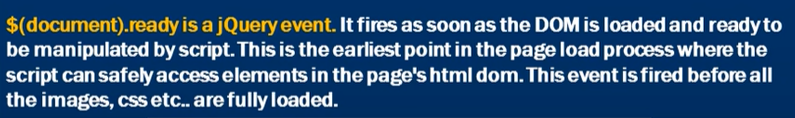 $(document).ready is a jQuery event. It fires as soon as the DOM is loaded and ready to
be manipulated by script. This is the earliest point in the page load process where the
script can safely access elements in the page's html dom. This event is fired before all
the images, css etc.. are fully loaded.